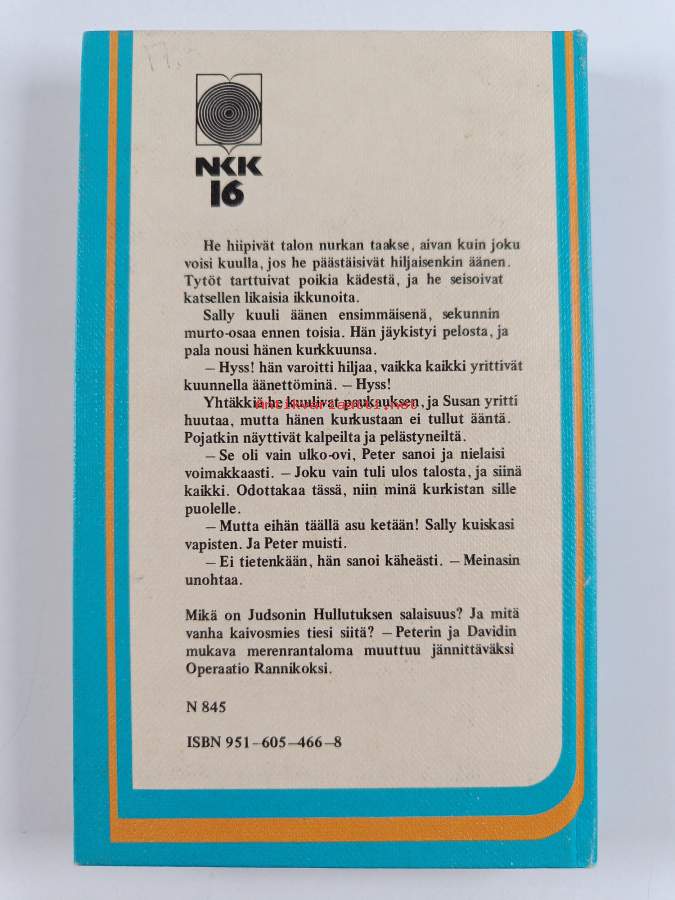 17,-
NKK
16
He hiipivät talon nurkan taakse, aivan kuin joku
voisi kuulla, jos he päästäisivät hiljaisenkin äänen.
Tytöt tarttuivat poikia kädestä, ja he seisoivat
katsellen likaisia ikkunoita.
Sally kuuli äänen ensimmäisenä, sekunnin
murto-osaa ennen toisia. Hän jäykistyi pelosta, ja
pala nousi hänen kurkkuunsa.
— Hyss! hän varoitti hiljaa, vaikka kaikki yrittivät
kuunnella äänettöminä. — Hyss!
Yhtäkkiä he kuulivat paukauksen, ja Susan yritti
Antikvariaatti.net
huutaa, mutta hänen kurkustaan ei tullut ääntä.
Pojatkin näyttivät kalpeilta ja pelästyneiltä.
— Se oli vain ulko-ovi, Peter sanoi ja nielaisi
voimakkaasti. — Joku vain tuli ulos talosta, ja siinä
kaikki. Odottakaa tässä, niin minä kurkistan sille
puolelle.
— Mutta eihän täällä asu ketään! Sally kuiskasi
vapisten. Ja Peter muisti.
— Ei tietenkään, hän sanoi käheästi. — Meinasin
unohtaa.
Mikä on Judsonin Hullutuksen salaisuus? Ja mitä
vanha kaivosmies tiesi siitä? — Peterin ja Davidin
mukava merenrantaloma muuttuu jännittäväksi
Operaatio Rannikoksi.
N 845
ISBN 951-605-466-8